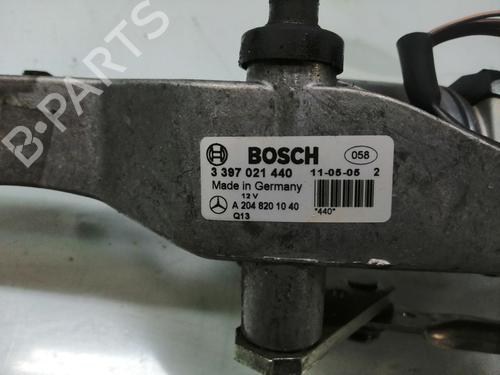 B-PARTS
BOSCH 058
3 397 021 440 11-05-05 2
Made in Germany
12 V
A 204 820 10 40
Q13 *440*